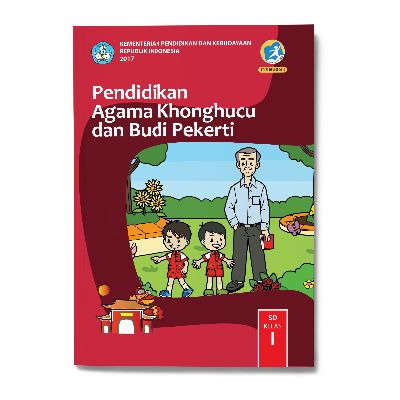 KEMENTERIAN PENDIDIKAN DAN KEBUDAYAAN
REPUBLIK INDONESIA
2017
Pendidikan
Agama Khonghucu
dan Budi Pekerti
SD
KELAS
I